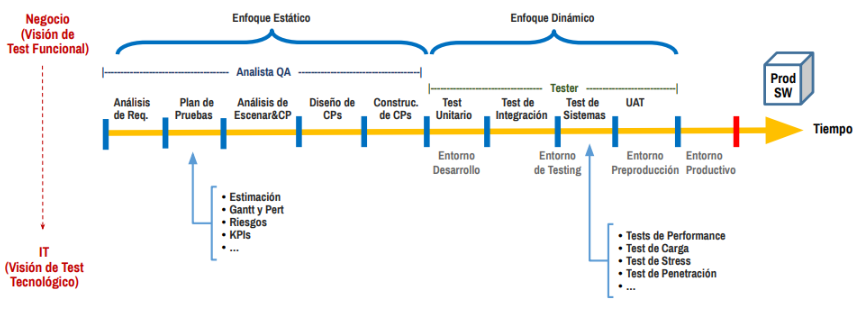 Negocio
(Visión de
Test Funcional)
Enfoque Estático
Enfoque Dinámico
Analista QA
Tester
Prod
SW
Análisis
de Req.
Plan de
Pruebas
Análisis de
Escenar&CP
Diseño de
CPs
Construc.
de CPs
Test
Unitario
Test de
Integración
Test de
Sistemas
UAT
Tiempo
Entorno
Desarrollo
Entorno
de Testing
Entorno
Preproducción
Entorno
Productivo
• Estimación
• Gantt y Pert
• Riesgos
• KPIs
• ...
IT
(Visión de Test
Tecnológico)
• Tests de Performance
• Test de Carga
• Test de Stress
• Test de Penetración
• ...